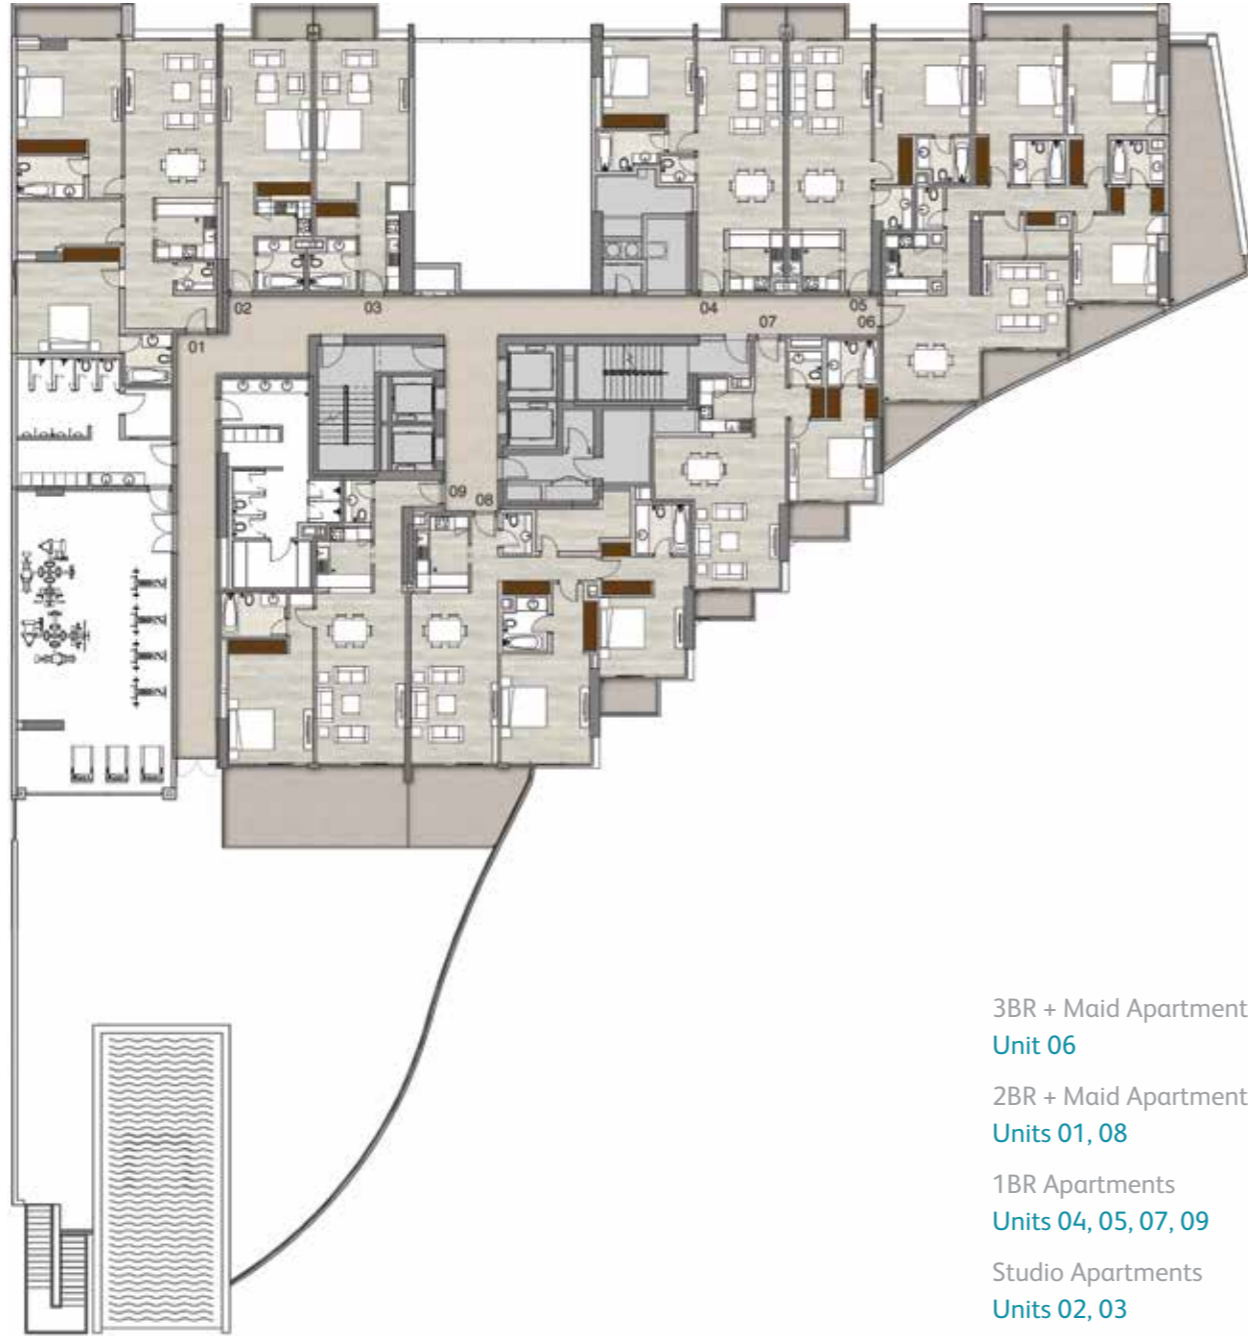 02
03
04
05
01
07
06
09
08
3BR + Maid Apartment
Unit 06
2BR + Maid Apartment
Units 01, 08
1BR Apartments
Units 04, 05, 07, 09
Studio Apartments
Units 02, 03